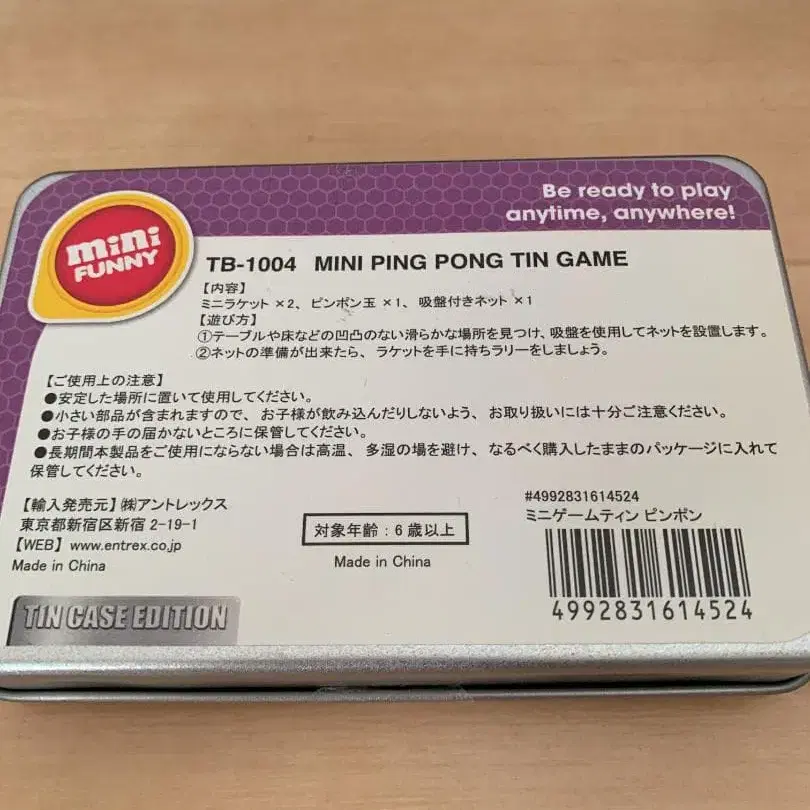 Be ready to play
anytime, anywhere!
mini
FUNNY
TB-1004 MINI PING PONG TIN GAME
【内容】
ミニラケット ×2、ピンポン玉 ×1、吸盤付きネット ×1
【遊び方】
①テーブルや床などの凹凸のない滑らかな場所を見つけ、吸盤を使用してネットを設置します。
②ネットの準備が出来たら、ラケットを手に持ちラリーをしましょう。
【ご使用上の注意】
●安定した場所に置いて使用してください。
●小さい部品が含まれますので、お子様が飲み込んだりしないよう、お取り扱いには十分ご注意ください。
●お子様の手の届かないところに保管してください。
●長期間本製品をご使用にならない場合は高温、多湿の場を避け、なるべく購入したままのパッケージに入れて
保管してください。
【輸入発売元】㈱アントレックス
東京都新宿区新宿 2-19-1
【WEB】www.entrex.co.jp
Made in China
対象年齢：6歳以上
Made in China
#4992831614524
ミニゲームティン ピンポン
4992831614524
TIN CASE EDITION